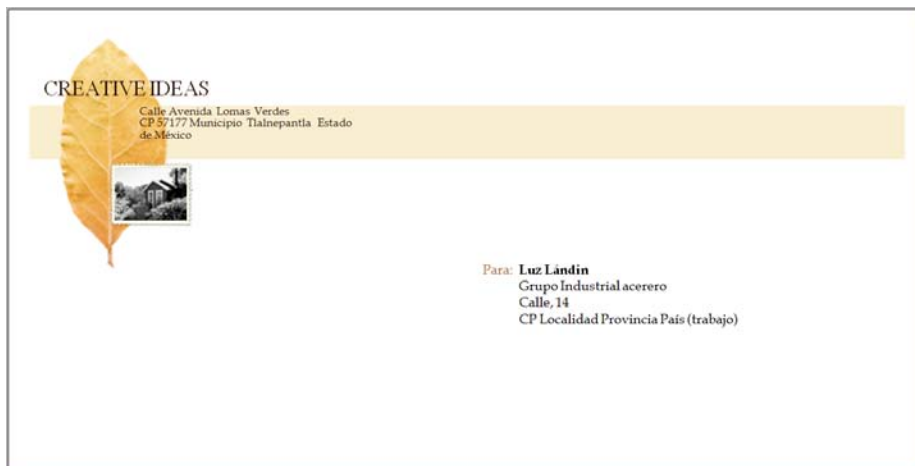 CREATIVE IDEAS
Calle Avenida Lomas Verdes
CP 57177 Municipio Tlalnepantla Estado
de México
Para: Luz Lándin
Grupo Industrial acerero
Calle, 14
CP Localidad Provincia País (trabajo)